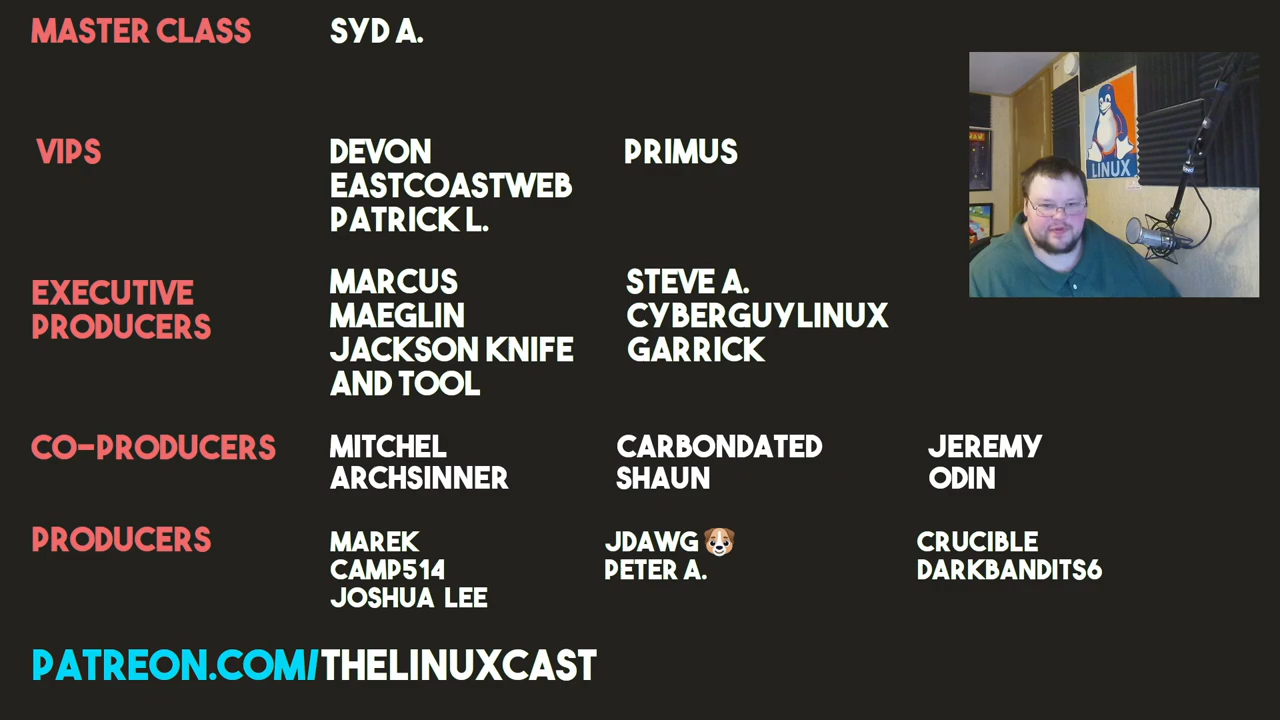 MASTER CLASS
SYD A.
VIPS
DEVON
EASTCOASTWEB
PATRICK L.
PRIMUS
EXECUTIVE
PRODUCERS
MARCUS
MAEGLIN
JACKSON KNIFE
AND TOOL
STEVE A.
CYBERGUYLINUX
GARRICK
CO-PRODUCERS
MITCHEL
ARCHSINNER
CARBONDATED
SHAUN
JEREMY
ODIN
PRODUCERS
MAREK
CAMP514
JOSHUA LEE
JDAWG
PETER A.
CRUCIBLE
DARKBANDITS6
PATREON.COM/THELINUXCAST
LINUX